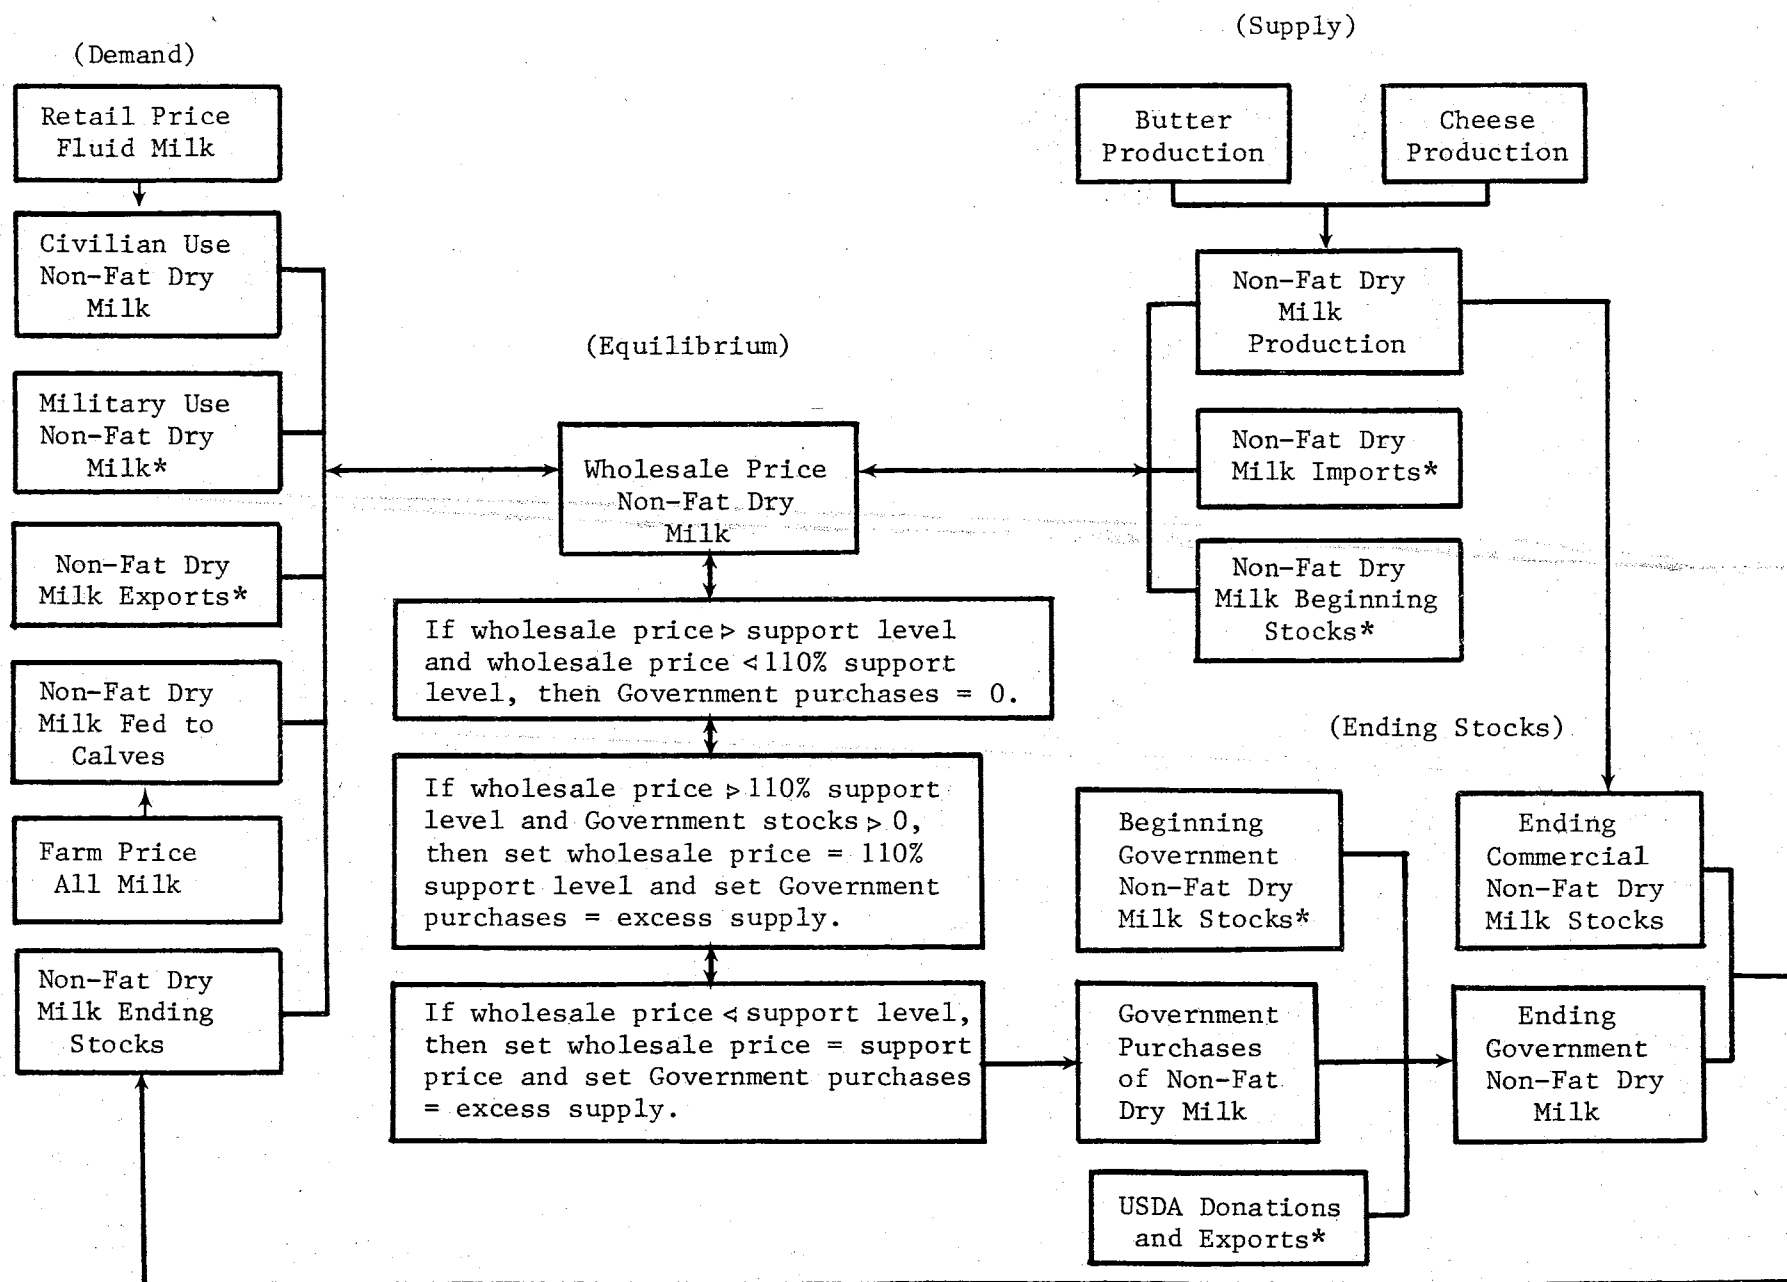 (Demand)
Retail Price
Fluid Milk
Civilian Use
Non-Fat Dry
Milk
Military Use
Non-Fat Dry
Milk*
Non-Fat Dry
Milk Exports*
Non-Fat Dry
Milk Fed to
Calves
Farm Price
All Milk
Non-Fat Dry
Milk Ending
Stocks
(Equilibrium)
Wholesale Price
Non-Fat Dry
Milk
If wholesale price > support level
and wholesale price < 110% support
level, then Government purchases = 0.
If wholesale price > 110% support
level and Government stocks > 0,
then set wholesale price = 110%
support level and set Government
purchases = excess supply.
If wholesale price < support level,
then set wholesale price = support
price and set Government purchases
= excess supply.
(Supply)
Butter
Production
Cheese
Production
Non-Fat Dry
Milk
Production
Non-Fat Dry
Milk Imports*
Non-Fat Dry
Milk Beginning
Stocks*
(Ending Stocks)
Beginning
Government
Non-Fat Dry
Milk Stocks*
Ending
Commercial
Non-Fat Dry
Milk Stocks
Government
Purchases
of Non-Fat
Dry Milk
Ending
Government
Non-Fat Dry
Milk
USDA Donations
and Exports*